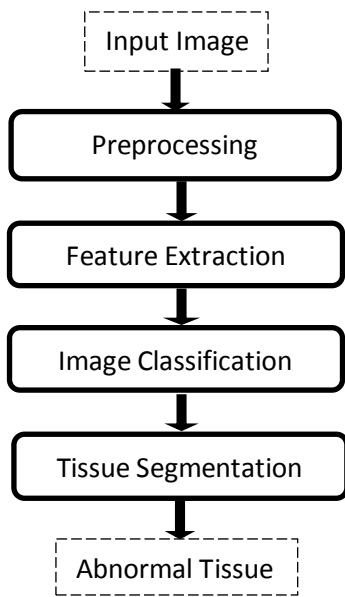 Input Image
Preprocessing
Feature Extraction
Image Classification
Tissue Segmentation
Abnormal Tissue